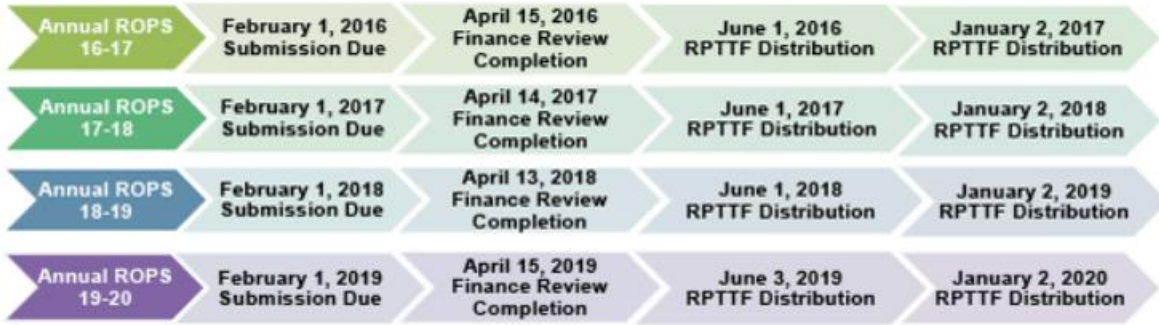 Annual ROPS
16-17
February 1, 2016
Submission Due
April 15, 2016
Finance Review
Completion
June 1, 2016
RPTTF Distribution
January 2, 2017
RPTTF Distribution
Annual ROPS
17-18
February 1, 2017
Submission Due
April 14, 2017
Finance Review
Completion
June 1, 2017
RPTTF Distribution
January 2, 2018
RPTTF Distribution
Annual ROPS
18-19
February 1, 2018
Submission Due
April 13, 2018
Finance Review
Completion
June 1, 2018
RPTTF Distribution
January 2, 2019
RPTTF Distribution
Annual ROPS
19-20
February 1, 2019
Submission Due
April 15, 2019
Finance Review
Completion
June 3, 2019
RPTTF Distribution
January 2, 2020
RPTTF Distribution